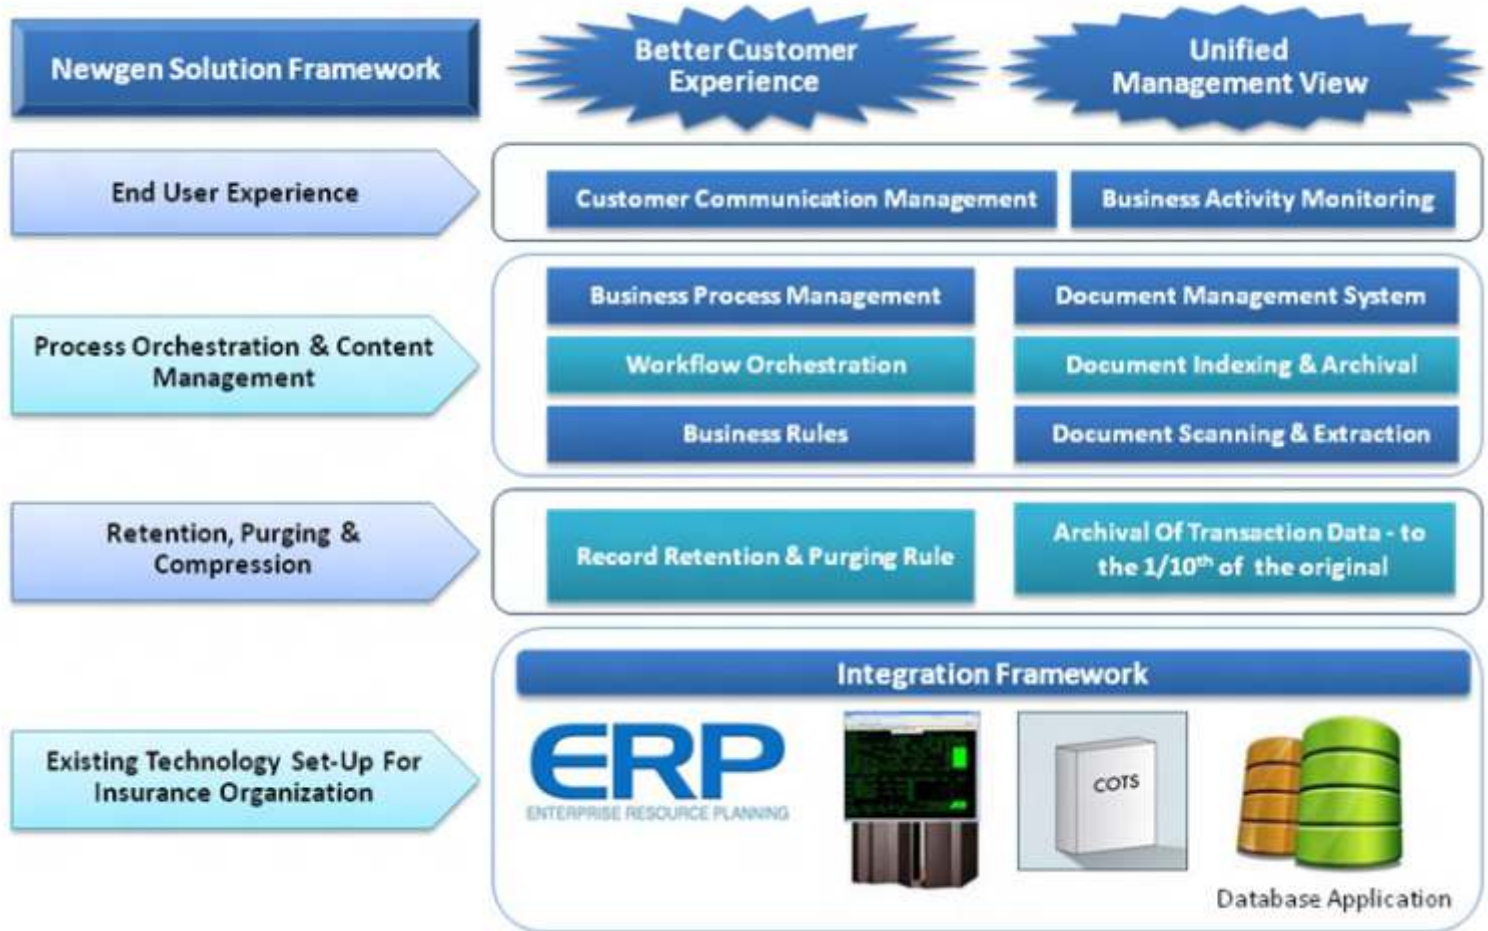 Newgen Solution Framework
Better Customer
Experience
Unified
Management View
End User Experience
Customer Communication Management
Business Activity Monitoring
Process Orchestration & Content
Management
Business Process Management
Document Management System
Workflow Orchestration
Document Indexing & Archival
Business Rules
Document Scanning & Extraction
Retention, Purging &
Compression
Record Retention & Purging Rule
Archival Of Transaction Data - to
the 1/10th of the original
Existing Technology Set-Up For
Insurance Organization
Integration Framework
ERP
ENTERPRISE RESOURCE PLANNING
COTS
Database Application